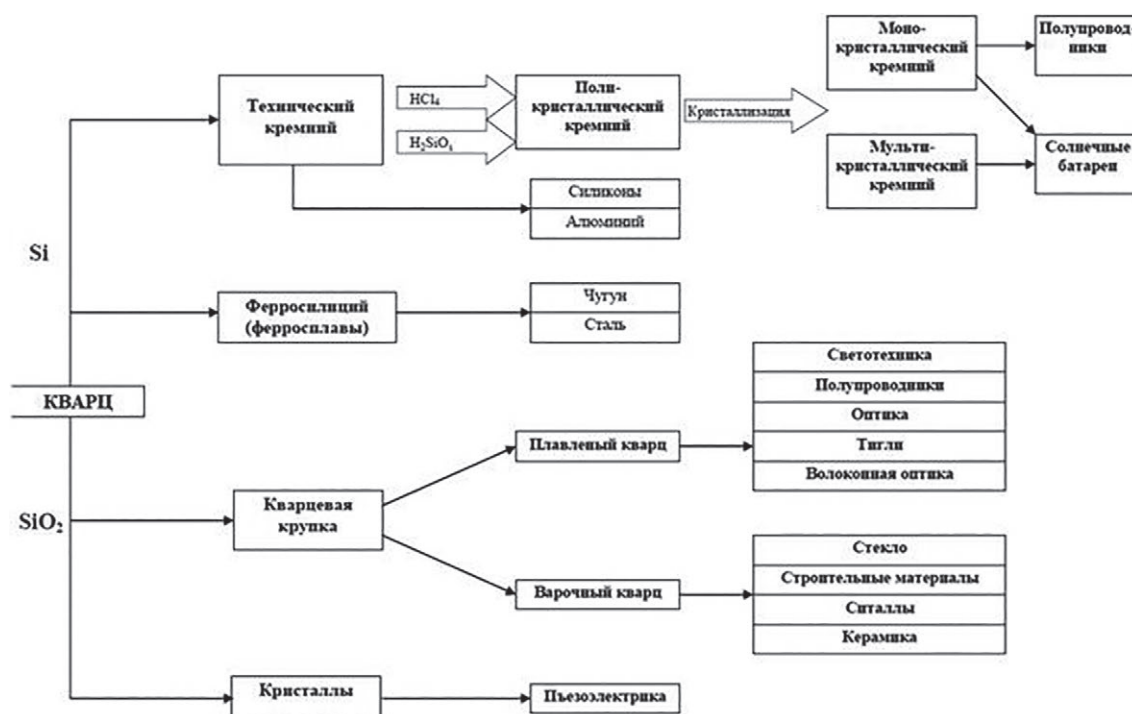 Моно-
кристаллический
кремний
Полупровод-
ники
Технический
кремний
HCl₄
H₂SiO₄
Поли-
кристаллический
кремний
Кристаллизация
Мульти-
кристаллический
кремний
Солнечные
батареи
Силиконы
Алюминий
Si
Ферросилиций
(ферросплавы)
Чугун
Сталь
КВАРЦ
Светотехника
Полупроводники
Оптика
Тигли
Волоконная оптика
Плавленый кварц
SiO₂
Кварцевая
крупка
Варочный кварц
Стекло
Строительные материалы
Ситаллы
Керамика
Кристаллы
Пъезоэлектрика